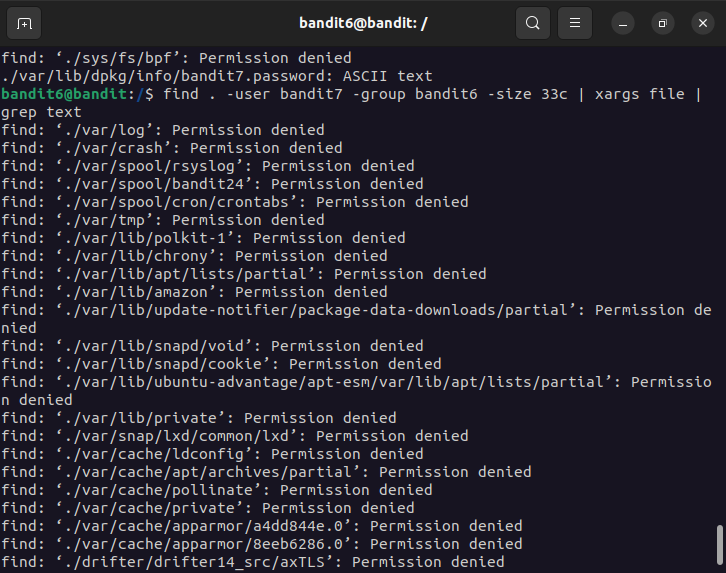 bandit6@bandit: /
find: ‘./sys/fs/bpf’: Permission denied
./var/lib/dpkg/info/bandit7.password: ASCII text
bandit6@bandit:/$ find . -user bandit7 -group bandit6 -size 33c | xargs file |
grep text
find: ‘./var/log’: Permission denied
find: ‘./var/crash’: Permission denied
find: ‘./var/spool/rsyslog’: Permission denied
find: ‘./var/spool/bandit24’: Permission denied
find: ‘./var/spool/cron/crontabs’: Permission denied
find: ‘./var/tmp’: Permission denied
find: ‘./var/lib/polkit-1’: Permission denied
find: ‘./var/lib/chrony’: Permission denied
find: ‘./var/lib/apt/lists/partial’: Permission denied
find: ‘./var/lib/amazon’: Permission denied
find: ‘./var/lib/update-notifier/package-data-downloads/partial’: Permission de
nied
find: ‘./var/lib/snapd/void’: Permission denied
find: ‘./var/lib/snapd/cookie’: Permission denied
find: ‘./var/lib/ubuntu-advantage/apt-esm/var/lib/apt/lists/partial’: Permissio
n denied
find: ‘./var/lib/private’: Permission denied
find: ‘./var/snap/lxd/common/lxd’: Permission denied
find: ‘./var/cache/ldconfig’: Permission denied
find: ‘./var/cache/apt/archives/partial’: Permission denied
find: ‘./var/cache/pollinate’: Permission denied
find: ‘./var/cache/private’: Permission denied
find: ‘./var/cache/apparmor/a4dd844e.0’: Permission denied
find: ‘./var/cache/apparmor/8eeb6286.0’: Permission denied
find: ‘./drifter/drifter14_src/axTLS’: Permission denied